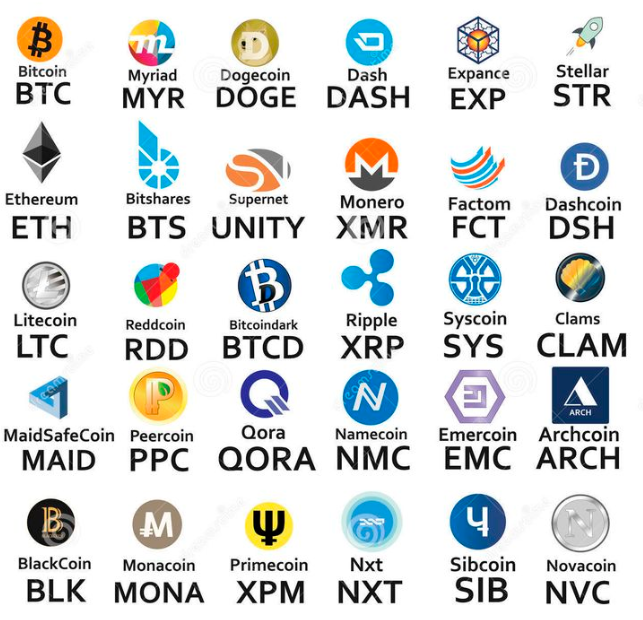 Bitcoin Myriad Dogecoin Dash Expance Stellar
BTC MYR DOGE DASH EXP STR
Ethereum Bitshares Supernet Monero Factom Dashcoin
ETH BTS UNITY XMR FCT DSH
Litecoin Reddcoin Bitcoindark Ripple Syscoin Clams
LTC RDD BTCD XRP SYS CLAM
ARCH
MaidSafeCoin Peercoin Qora Namecoin Emercoin Archcoin
MAID PPC QORA NMC EMC ARCH
BlackCoin Monacoin Primecoin Nxt Sibcoin Novacoin
BLK MONA XPM NXT SIB NVC